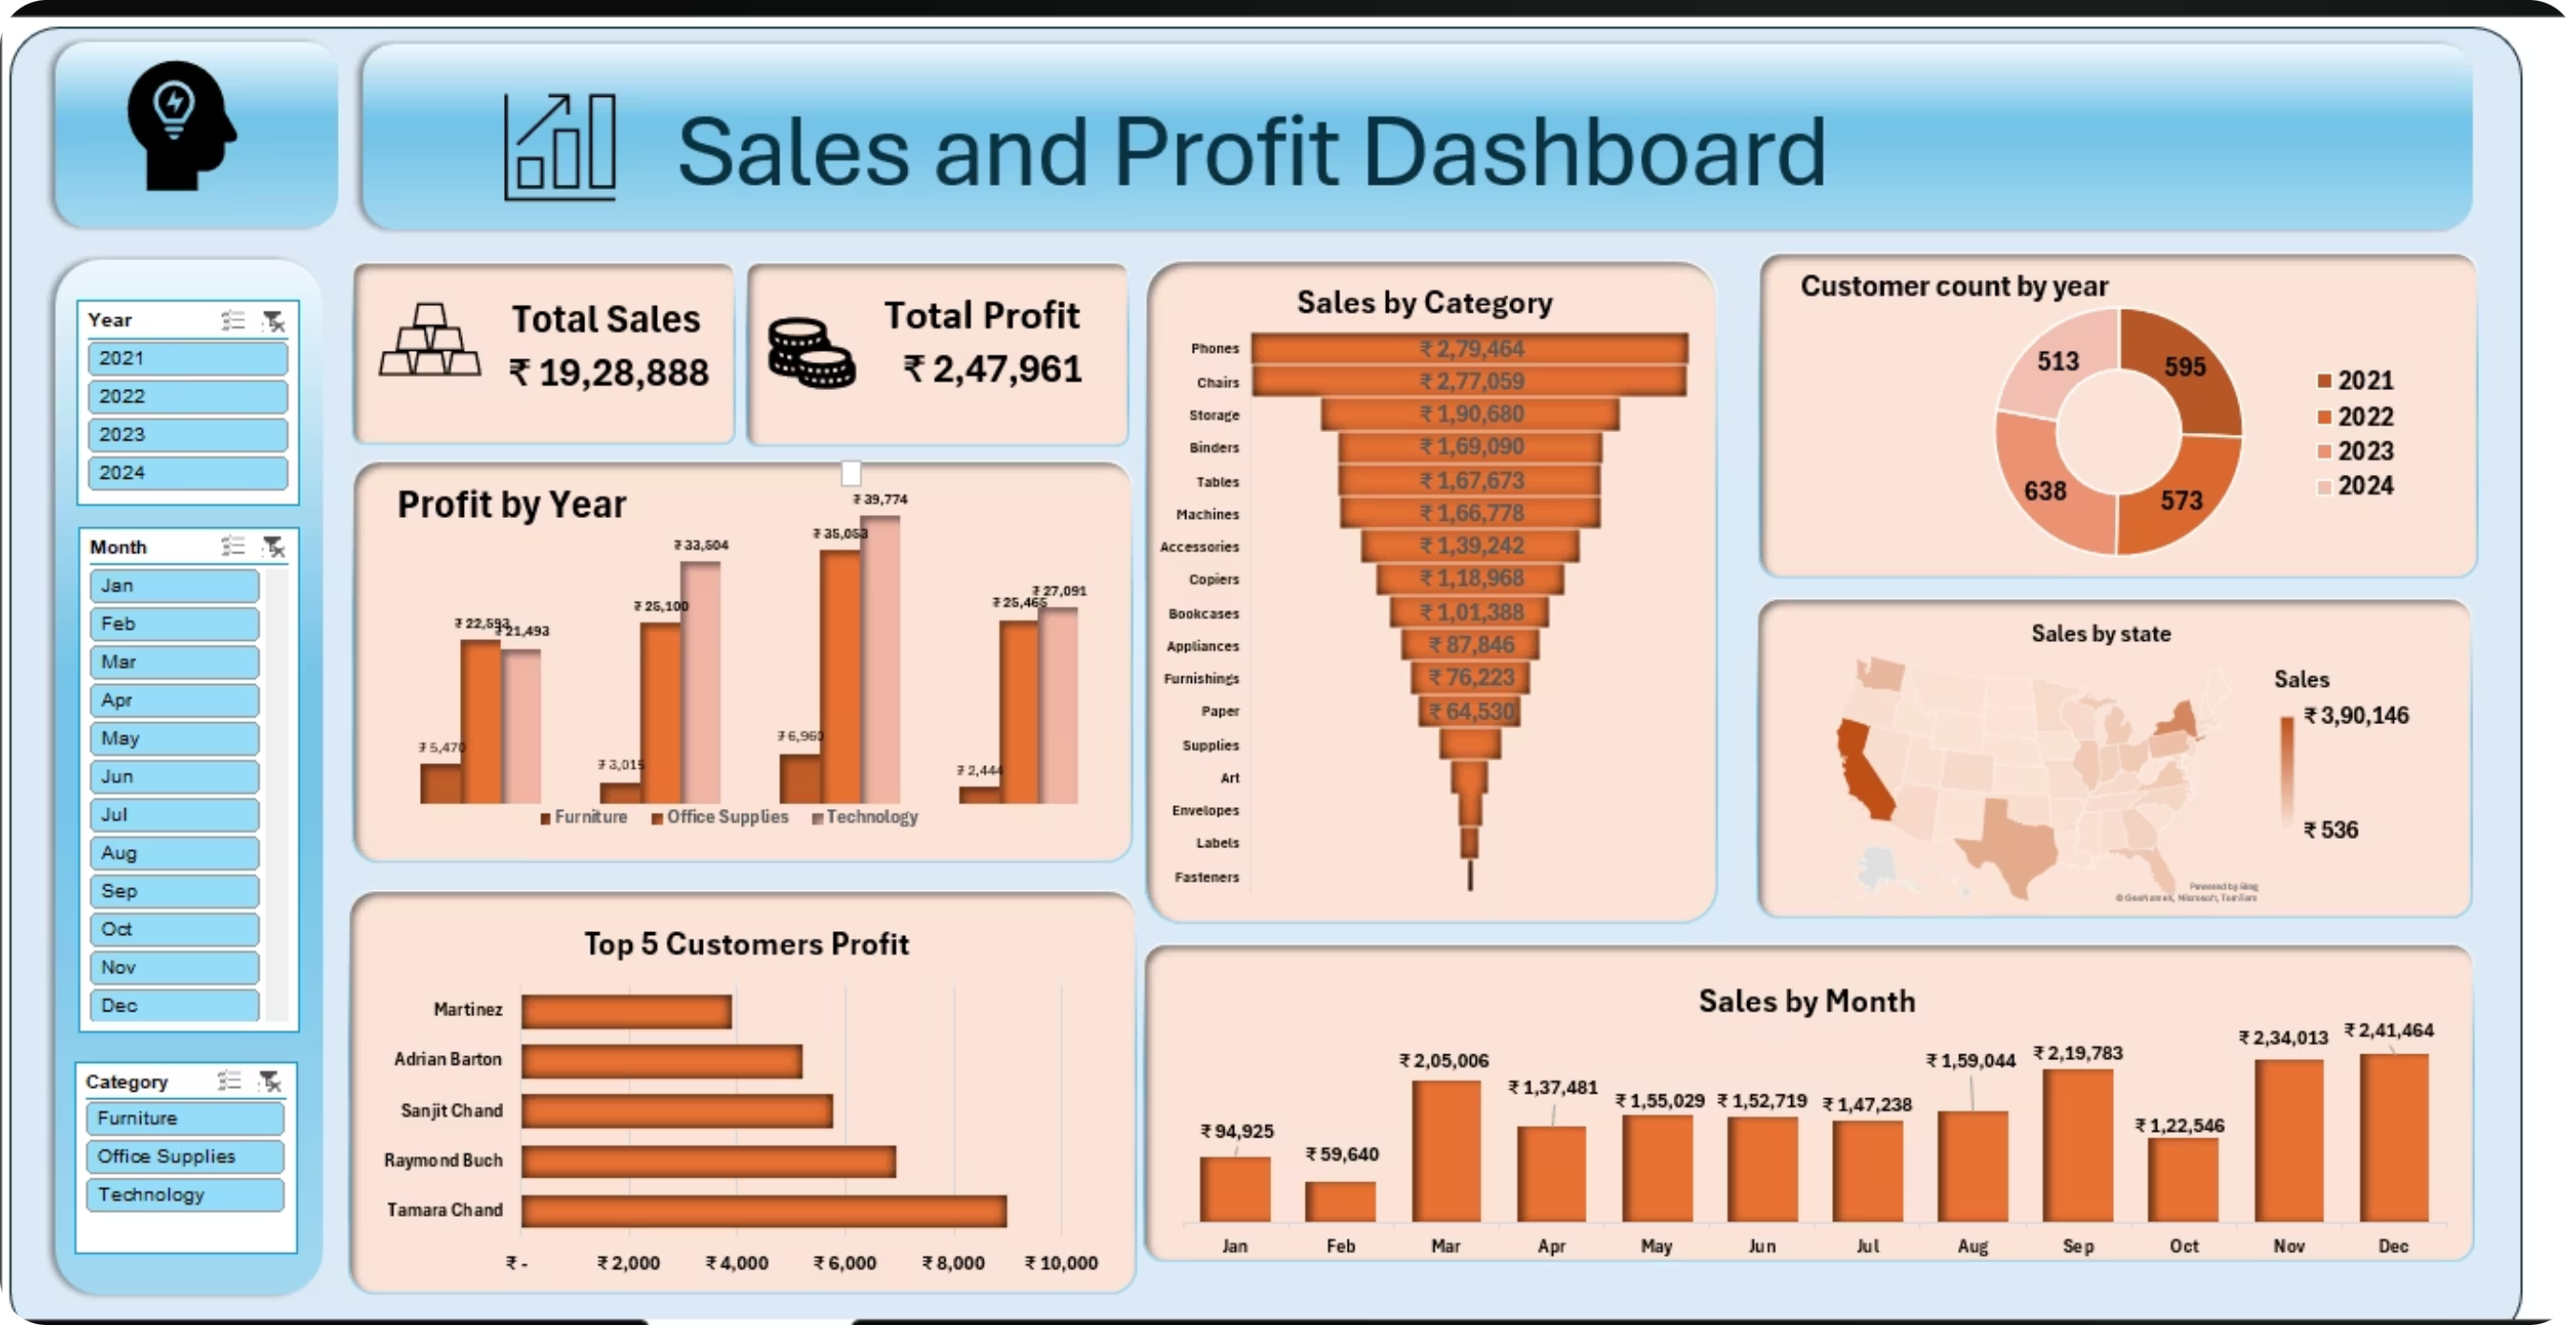 Sales and Profit Dashboard
Year
2021
2022
2023
2024
Month
Jan
Feb
Mar
Apr
May
Jun
Jul
Aug
Sep
Oct
Nov
Dec
Category
Furniture
Office Supplies
Technology
Total Sales
₹ 19,28,888
Total Profit
₹ 2,47,961
Profit by Year
₹ 5,470
₹ 22,593
₹ 21,493
₹ 3,015
₹ 25,100
₹ 33,504
₹ 6,960
₹ 35,053
₹ 39,774
₹ 2,444
₹ 25,465
₹ 27,091
Furniture Office Supplies Technology
Top 5 Customers Profit
Martinez
Adrian Barton
Sanjit Chand
Raymond Buch
Tamara Chand
₹ - ₹ 2,000 ₹ 4,000 ₹ 6,000 ₹ 8,000 ₹ 10,000
Sales by Category
Phones ₹ 2,79,464
Chairs ₹ 2,77,059
Storage ₹ 1,90,680
Binders ₹ 1,69,090
Tables ₹ 1,67,673
Machines ₹ 1,66,778
Accessories ₹ 1,39,242
Copiers ₹ 1,18,968
Bookcases ₹ 1,01,388
Appliances ₹ 87,846
Furnishings ₹ 76,223
Paper ₹ 64,530
Supplies
Art
Envelopes
Labels
Fasteners
Customer count by year
513
595
638
573
2021
2022
2023
2024
Sales by state
Sales
₹ 3,90,146
₹ 536
Powered by Bing
© GeoNames, Microsoft, TomTom
Sales by Month
₹ 94,925
₹ 59,640
₹ 2,05,006
₹ 1,37,481
₹ 1,55,029
₹ 1,52,719
₹ 1,47,238
₹ 1,59,044
₹ 2,19,783
₹ 1,22,546
₹ 2,34,013
₹ 2,41,464
Jan Feb Mar Apr May Jun Jul Aug Sep Oct Nov Dec